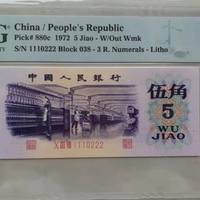 China / People's Republic
Pick# 880c 1972 5 Jiao - W/Out Wmk
S/N 1110222 Block 038 - 3 R. Numerals - Litho
中国人民银行
伍角
5
WU
JIAO
1110222